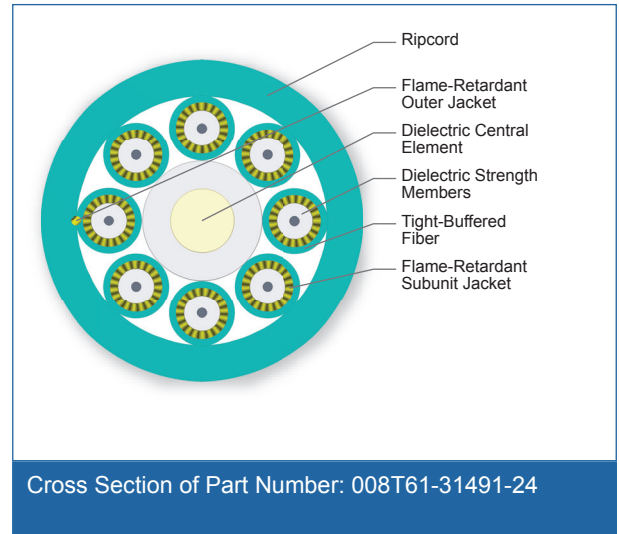 Ripcord
Flame-Retardant
Outer Jacket
Dielectric Central
Element
Dielectric Strength
Members
Tight-Buffered
Fiber
Flame-Retardant
Subunit Jacket
Cross Section of Part Number: 008T61-31491-24